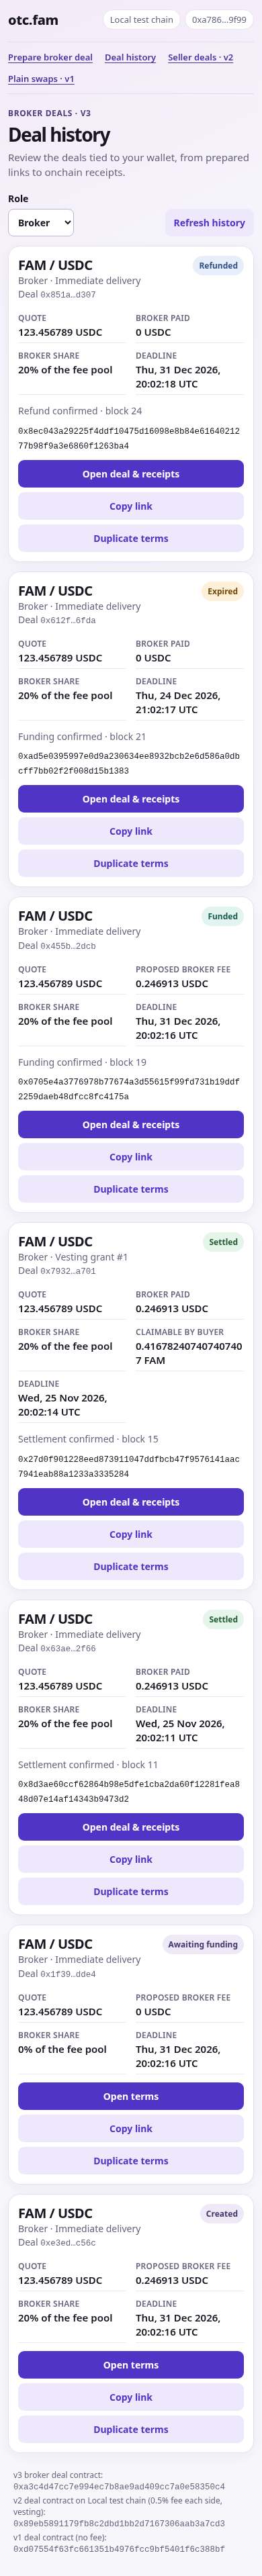 otc.fam
Local test chain
0xa786…9f99
Prepare broker deal
Deal history
Seller deals · v2
Plain swaps · v1
BROKER DEALS · V3
Deal history
Review the deals tied to your wallet, from prepared
links to onchain receipts.
Role
Broker
Refresh history
FAM / USDC
Refunded
Broker · Immediate delivery
Deal 0x851a…d307
QUOTE
123.456789 USDC
BROKER PAID
0 USDC
BROKER SHARE
20% of the fee pool
DEADLINE
Thu, 31 Dec 2026,
20:02:18 UTC
Refund confirmed · block 24
0x8ec043a29225f4ddf10475d16098e8b84e61640212
77b98f9a3e6860f1263ba4
Open deal & receipts
Copy link
Duplicate terms
FAM / USDC
Expired
Broker · Immediate delivery
Deal 0x612f…6fda
QUOTE
123.456789 USDC
BROKER PAID
0 USDC
BROKER SHARE
20% of the fee pool
DEADLINE
Thu, 24 Dec 2026,
21:02:17 UTC
Funding confirmed · block 21
0xad5e0395997e0d9a230634ee8932bcb2e6d586a0db
cff7bb02f2f008d15b1383
Open deal & receipts
Copy link
Duplicate terms
FAM / USDC
Funded
Broker · Immediate delivery
Deal 0x455b…2dcb
QUOTE
123.456789 USDC
PROPOSED BROKER FEE
0.246913 USDC
BROKER SHARE
20% of the fee pool
DEADLINE
Thu, 31 Dec 2026,
20:02:16 UTC
Funding confirmed · block 19
0x0705e4a3776978b77674a3d55615f99fd731b19ddf
2259daeb48dfcc8fc4175a
Open deal & receipts
Copy link
Duplicate terms
FAM / USDC
Settled
Broker · Vesting grant #1
Deal 0x7932…a701
QUOTE
123.456789 USDC
BROKER PAID
0.246913 USDC
BROKER SHARE
20% of the fee pool
CLAIMABLE BY BUYER
0.41678240740740740
7 FAM
DEADLINE
Wed, 25 Nov 2026,
20:02:14 UTC
Settlement confirmed · block 15
0x27d0f901228eed873911047ddfbcb47f9576141aac
7941eab88a1233a3335284
Open deal & receipts
Copy link
Duplicate terms
FAM / USDC
Settled
Broker · Immediate delivery
Deal 0x63ae…2f66
QUOTE
123.456789 USDC
BROKER PAID
0.246913 USDC
BROKER SHARE
20% of the fee pool
DEADLINE
Wed, 25 Nov 2026,
20:02:11 UTC
Settlement confirmed · block 11
0x8d3ae60ccf62864b98e5dfe1cba2da60f12281fea8
48d07e14af14343b9473d2
Open deal & receipts
Copy link
Duplicate terms
FAM / USDC
Awaiting funding
Broker · Immediate delivery
Deal 0x1f39…dde4
QUOTE
123.456789 USDC
PROPOSED BROKER FEE
0 USDC
BROKER SHARE
0% of the fee pool
DEADLINE
Thu, 31 Dec 2026,
20:02:16 UTC
Open terms
Copy link
Duplicate terms
FAM / USDC
Created
Broker · Immediate delivery
Deal 0xe3ed…c56c
QUOTE
123.456789 USDC
PROPOSED BROKER FEE
0.246913 USDC
BROKER SHARE
20% of the fee pool
DEADLINE
Thu, 31 Dec 2026,
20:02:16 UTC
Open terms
Copy link
Duplicate terms
v3 broker deal contract:
0xa3c4d47cc7e994ec7b8ae9ad409cc7a0e58350c4
v2 deal contract on Local test chain (0.5% fee each side,
vesting):
0x89eb5891179fb8c2dbd1bb2d7167306aab3a7cd3
v1 deal contract (no fee):
0xd07554f63fc661351b4976fcc9bf5401f6c388bf